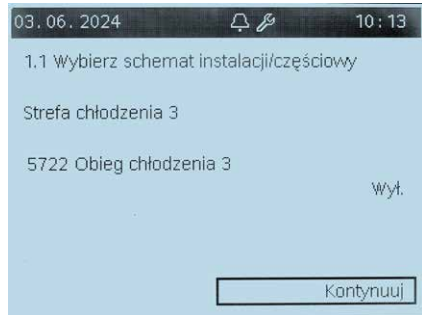 03.06.2024 10:13
1.1 Wybierz schemat instalacji/częściowy
Strefa chłodzenia 3
5722 Obieg chłodzenia 3
Wył.
Kontynuuj